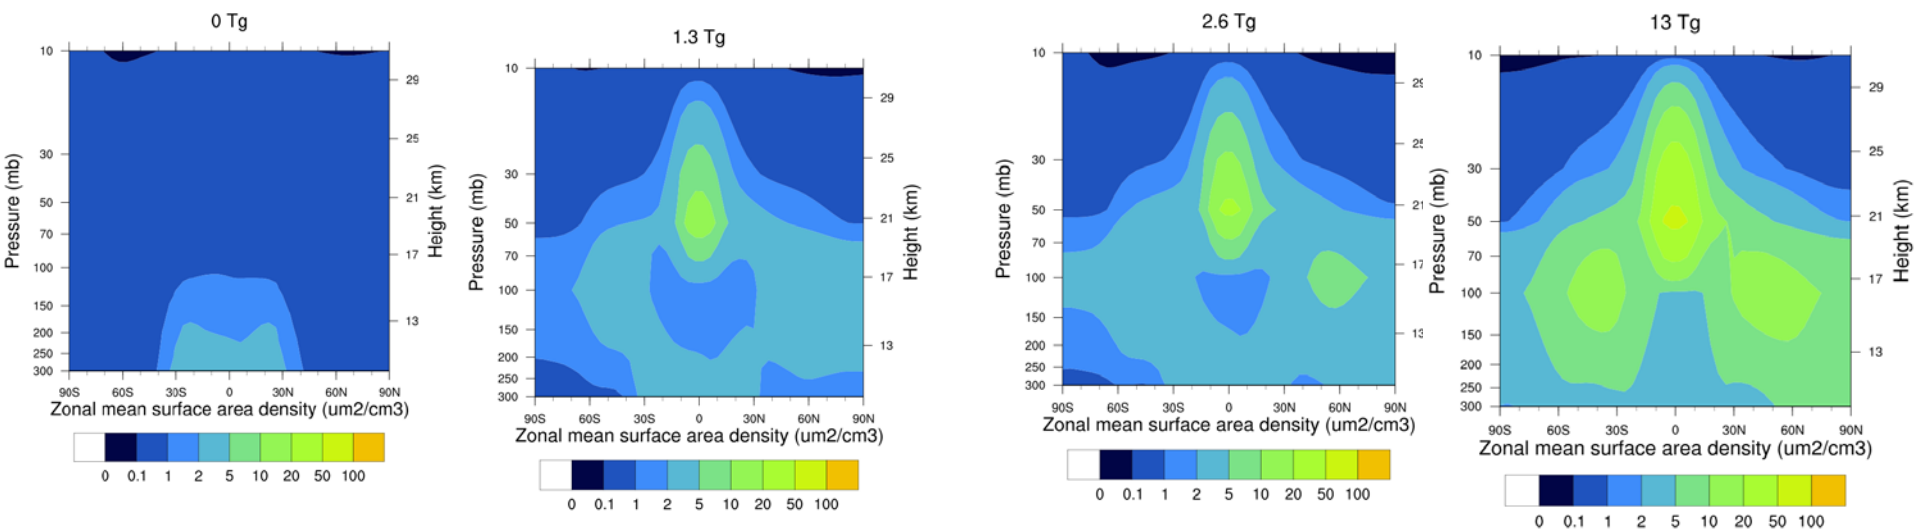 0 Tg
10
30
50
70
100
150
200
250
300
Pressure (mb)
29
25
21
17
13
Height (km)
90S 60S 30S 0 30N 60N 90N
Zonal mean surface area density (um2/cm3)
0 0.1 1 2 5 10 20 50 100
1.3 Tg
10
30
50
70
100
150
200
250
300
Pressure (mb)
29
25
21
17
13
Height (km)
90S 60S 30S 0 30N 60N 90N
Zonal mean surface area density (um2/cm3)
0 0.1 1 2 5 10 20 50 100
2.6 Tg
10
30
50
70
100
150
200
250
300
Pressure (mb)
21
17
90S 60S 30S 0 30N 60N 90N
Zonal mean surface area density (um2/cm3)
0 0.1 1 2 5 10 20 50 100
13 Tg
10
30
50
70
100
150
200
250
300
Pressure (mb)
29
25
21
17
13
Height (km)
90S 60S 30S 0 30N 60N 90N
Zonal mean surface area density (um2/cm3)
0 0.1 1 2 5 10 20 50 100